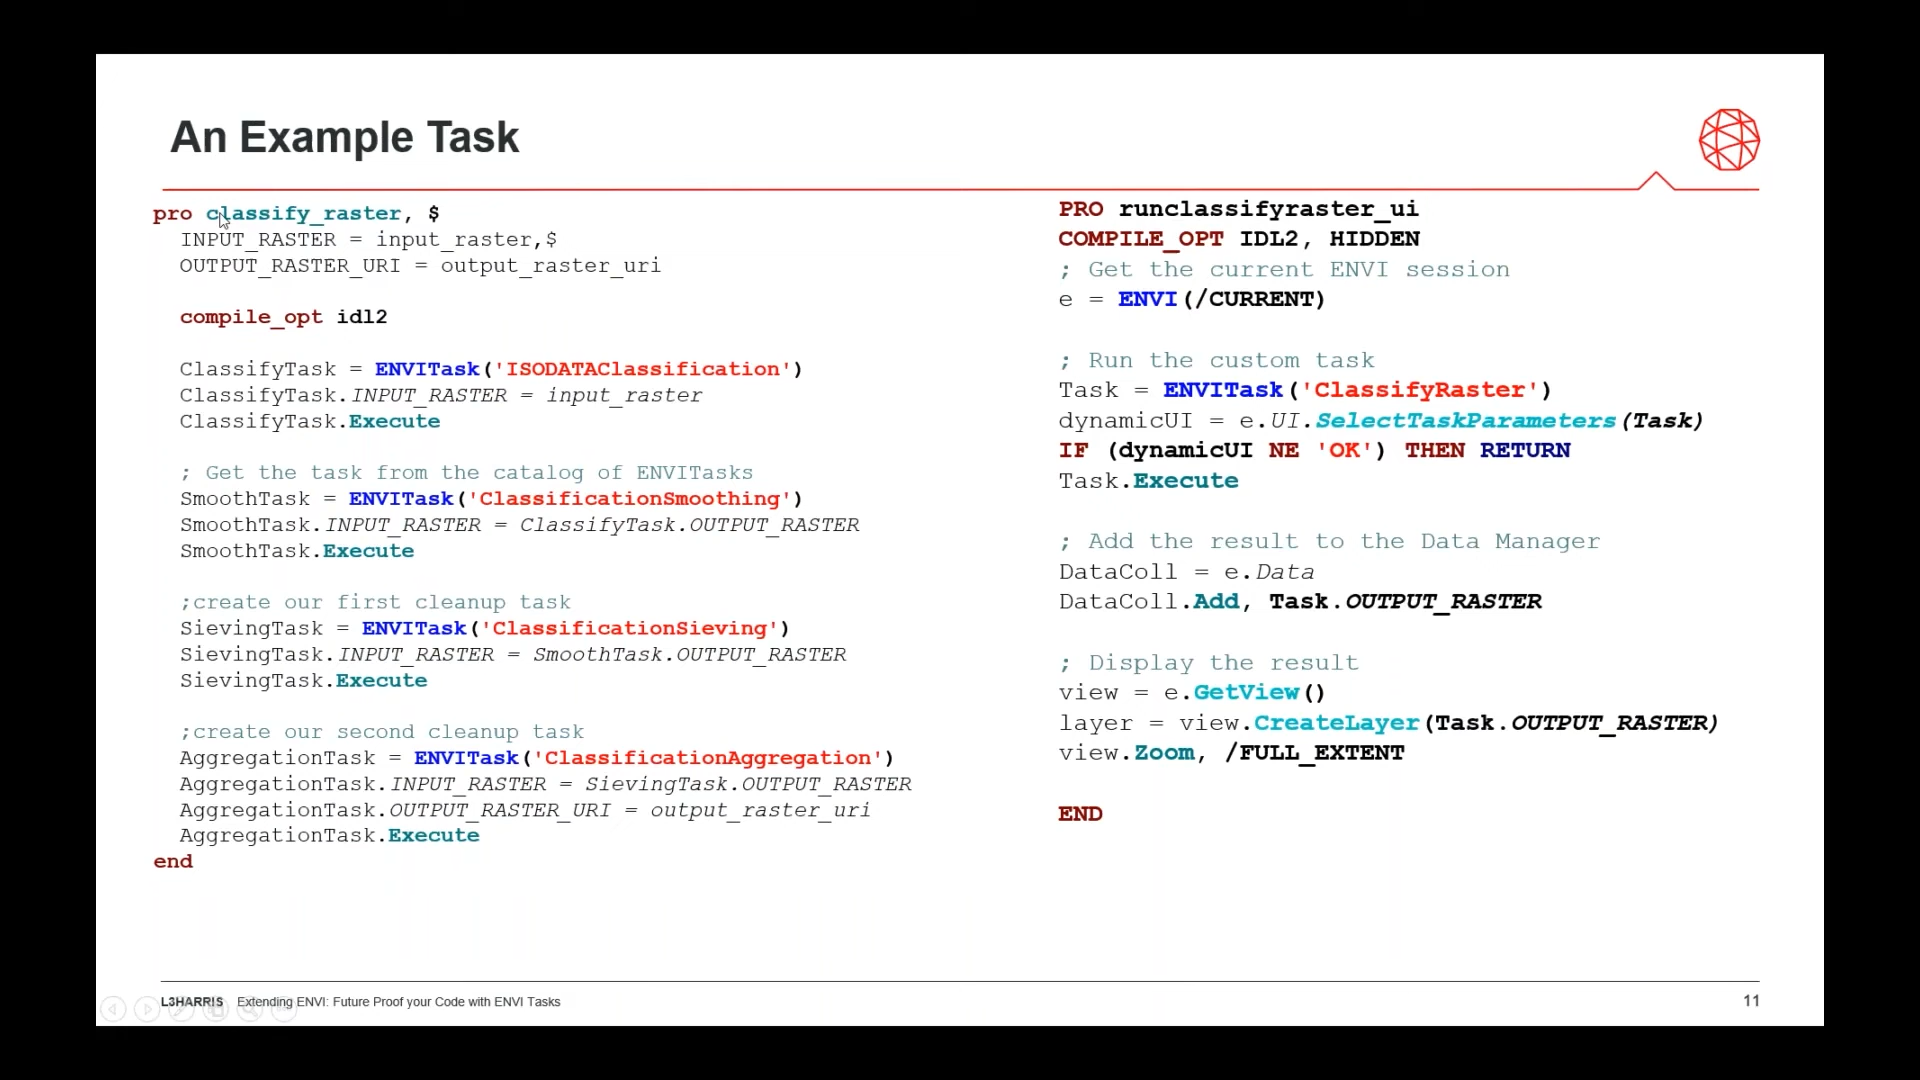 An Example Task
pro classify_raster, $
INPUT_RASTER = input_raster,$
OUTPUT_RASTER_URI = output_raster_uri
compile_opt idl2
ClassifyTask = ENVITask('ISODATAClassification')
ClassifyTask.INPUT_RASTER = input_raster
ClassifyTask.Execute
; Get the task from the catalog of ENVITasks
SmoothTask = ENVITask('ClassificationSmoothing')
SmoothTask.INPUT_RASTER = ClassifyTask.OUTPUT_RASTER
SmoothTask.Execute
;create our first cleanup task
SievingTask = ENVITask('ClassificationSieving')
SievingTask.INPUT_RASTER = SmoothTask.OUTPUT_RASTER
SievingTask.Execute
;create our second cleanup task
AggregationTask = ENVITask('ClassificationAggregation')
AggregationTask.INPUT_RASTER = SievingTask.OUTPUT_RASTER
AggregationTask.OUTPUT_RASTER_URI = output_raster_uri
AggregationTask.Execute
end
PRO runclassifyraster_ui
COMPILE_OPT IDL2, HIDDEN
; Get the current ENVI session
e = ENVI(/CURRENT)
; Run the custom task
Task = ENVITask('ClassifyRaster')
dynamicUI = e.UI.SelectTaskParameters(Task)
IF (dynamicUI NE 'OK') THEN RETURN
Task.Execute
; Add the result to the Data Manager
DataColl = e.Data
DataColl.Add, Task.OUTPUT_RASTER
; Display the result
view = e.GetView()
layer = view.CreateLayer(Task.OUTPUT_RASTER)
view.Zoom, /FULL_EXTENT
END
L3HARRIS Extending ENVI: Future Proof your Code with ENVI Tasks
11